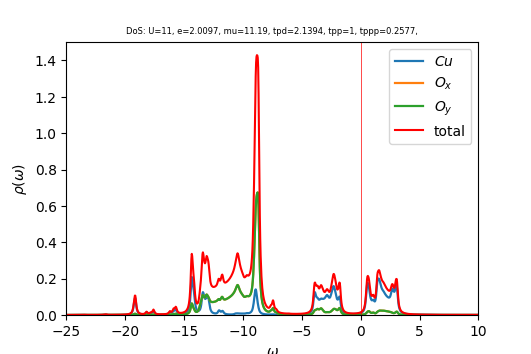 DoS: U=11, e=2.0097, mu=11.19, tpd=2.1394, tpp=1, tppp=0.2577,
ρ(ω)
1.4
1.2
1.0
0.8
0.6
0.4
0.2
0.0
Cu
O_x
O_y
total
−25 −20 −15 −10 −5 0 5 10
ω